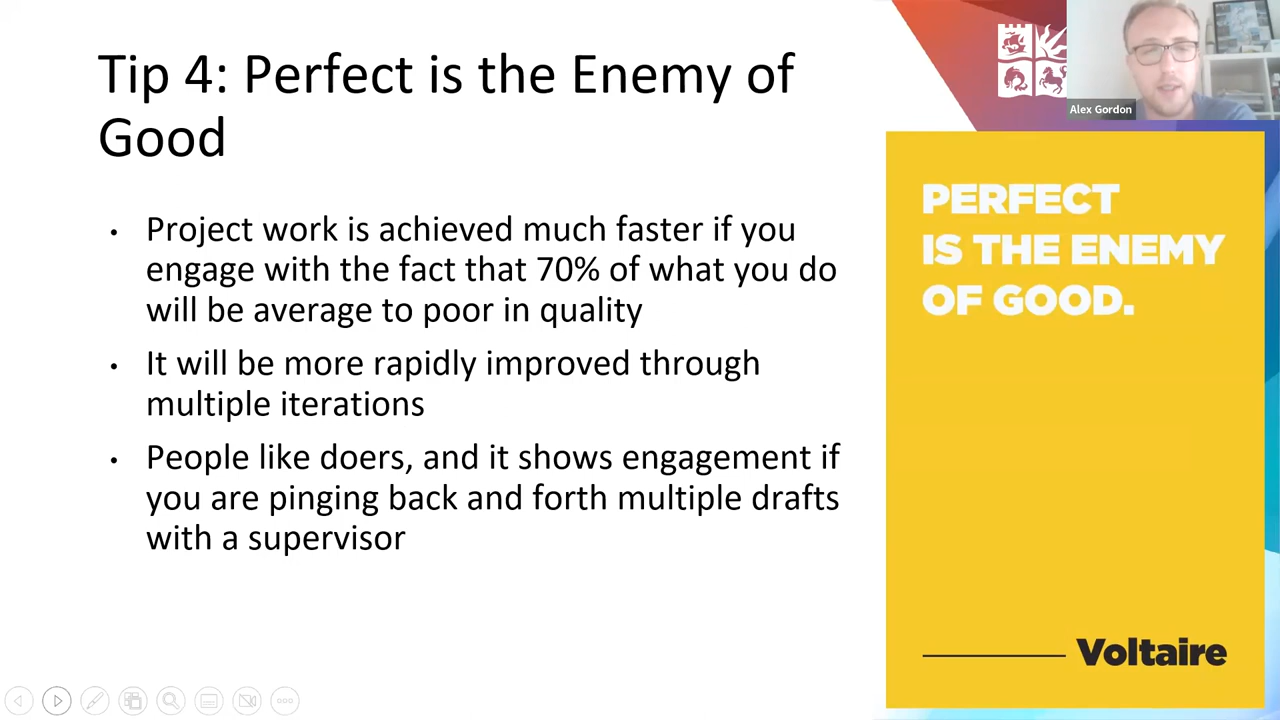 Tip 4: Perfect is the Enemy of
Good
• Project work is achieved much faster if you
engage with the fact that 70% of what you do
will be average to poor in quality
• It will be more rapidly improved through
multiple iterations
• People like doers, and it shows engagement if
you are pinging back and forth multiple drafts
with a supervisor
Alex Gordon
PERFECT
IS THE ENEMY
OF GOOD.
Voltaire